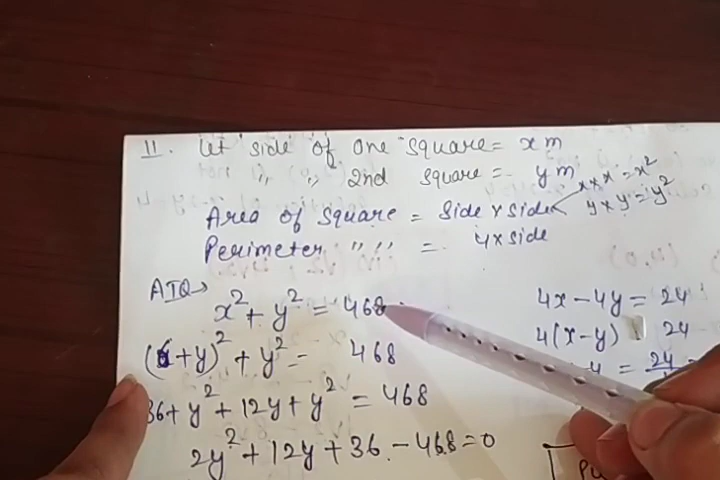 11. Let side of one square = x m
" " 2nd square = y m
Area of square = side × side x × x = x²
y × y = y²
Perimeter " " = 4 × side
ATQ →
x² + y² = 468
(6 + y)² + y² = 468
36 + y² + 12y + y² = 468
2y² + 12y + 36 - 468 = 0
4x - 4y = 24
4(x - y) 24
y = 24